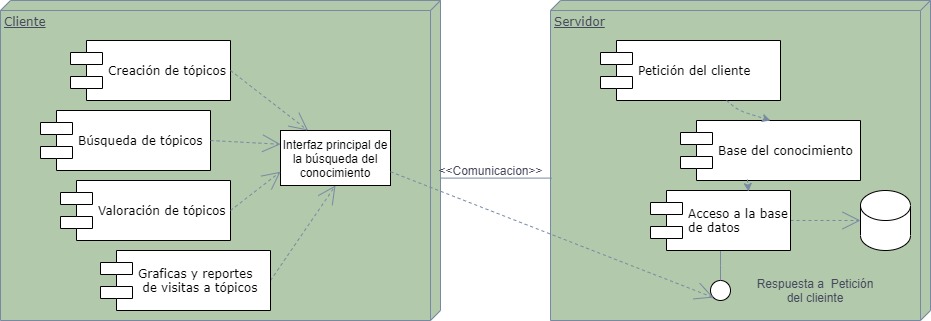 Cliente
Creación de tópicos
Búsqueda de tópicos
Valoración de tópicos
Graficas y reportes
de visitas a tópicos
Interfaz principal de
la búsqueda del
conocimiento
<<Comunicacion>>
Servidor
Petición del cliente
Base del conocimiento
Acceso a la base
de datos
Respuesta a Petición
del clieinte